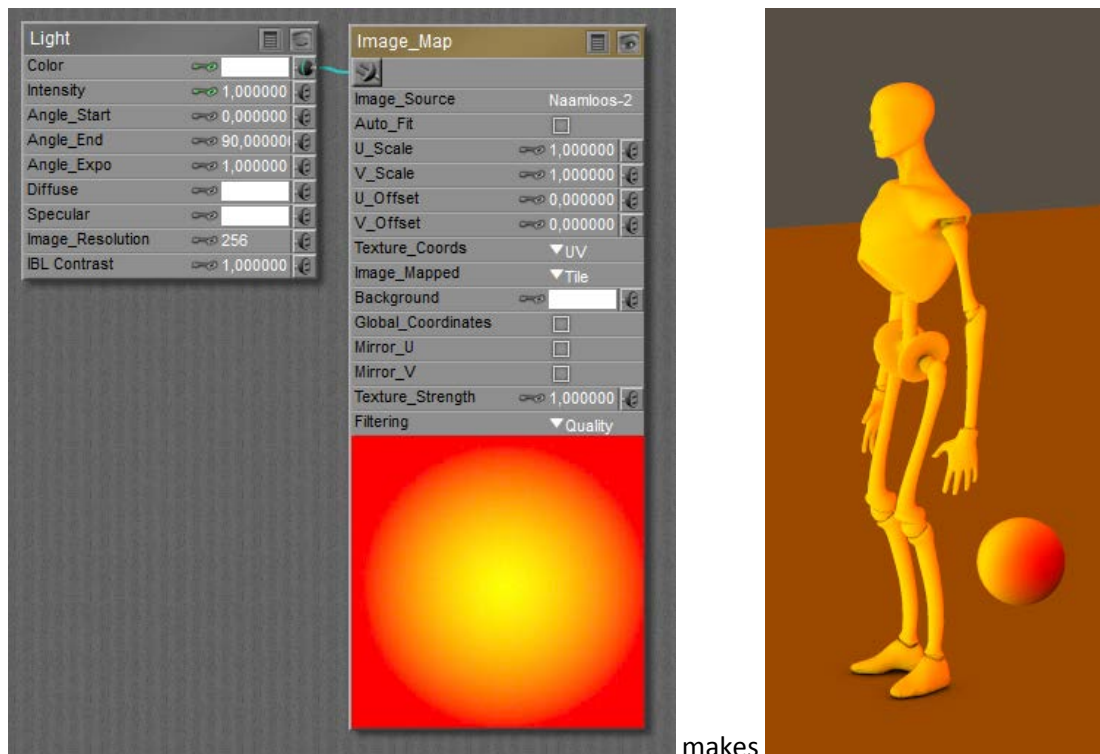 Light
Color
Intensity 1,000000
Angle_Start 0,000000
Angle_End 90,00000
Angle_Expo 1,000000
Diffuse
Specular
Image_Resolution 256
IBL Contrast 1,000000
Image_Map
Image_Source Naamloos-2
Auto_Fit
U_Scale 1,000000
V_Scale 1,000000
U_Offset 0,000000
V_Offset 0,000000
Texture_Coords UV
Image_Mapped Tile
Background
Global_Coordinates
Mirror_U
Mirror_V
Texture_Strength 1,000000
Filtering Quality
makes